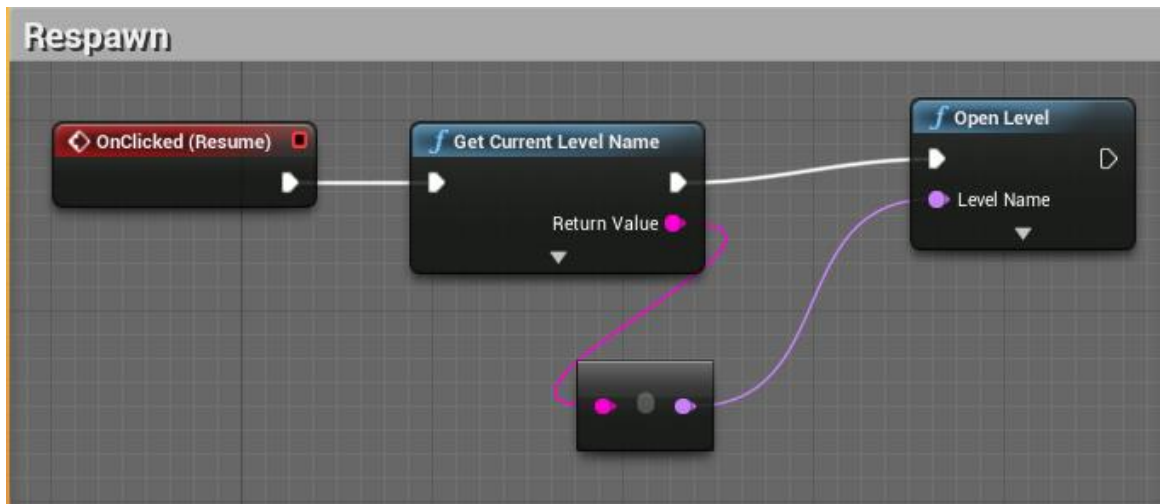 Respawn
OnClicked (Resume)
f Get Current Level Name
Return Value
f Open Level
Level Name